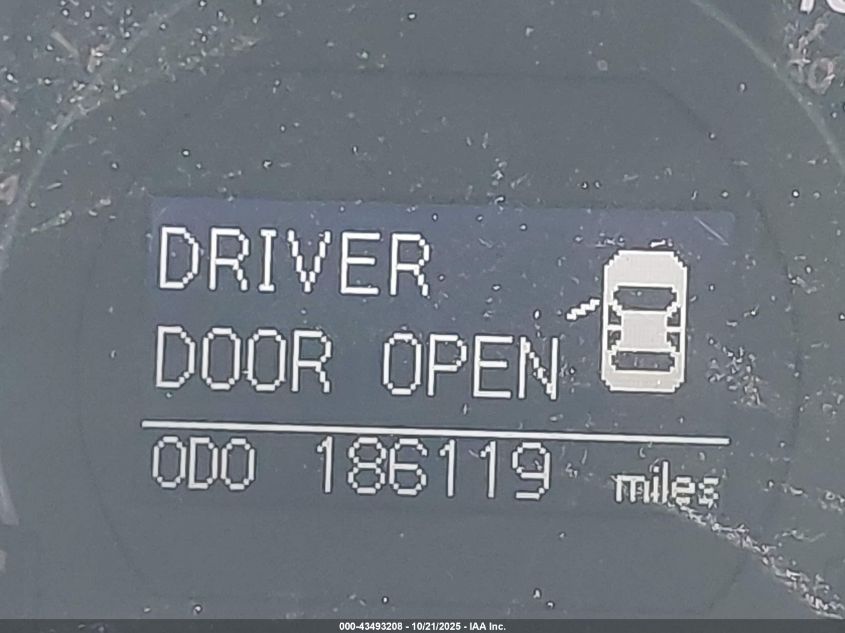 DRIVER
DOOR OPEN
ODO 186119 miles
000-43493208 - 10/21/2025 - IAA Inc.